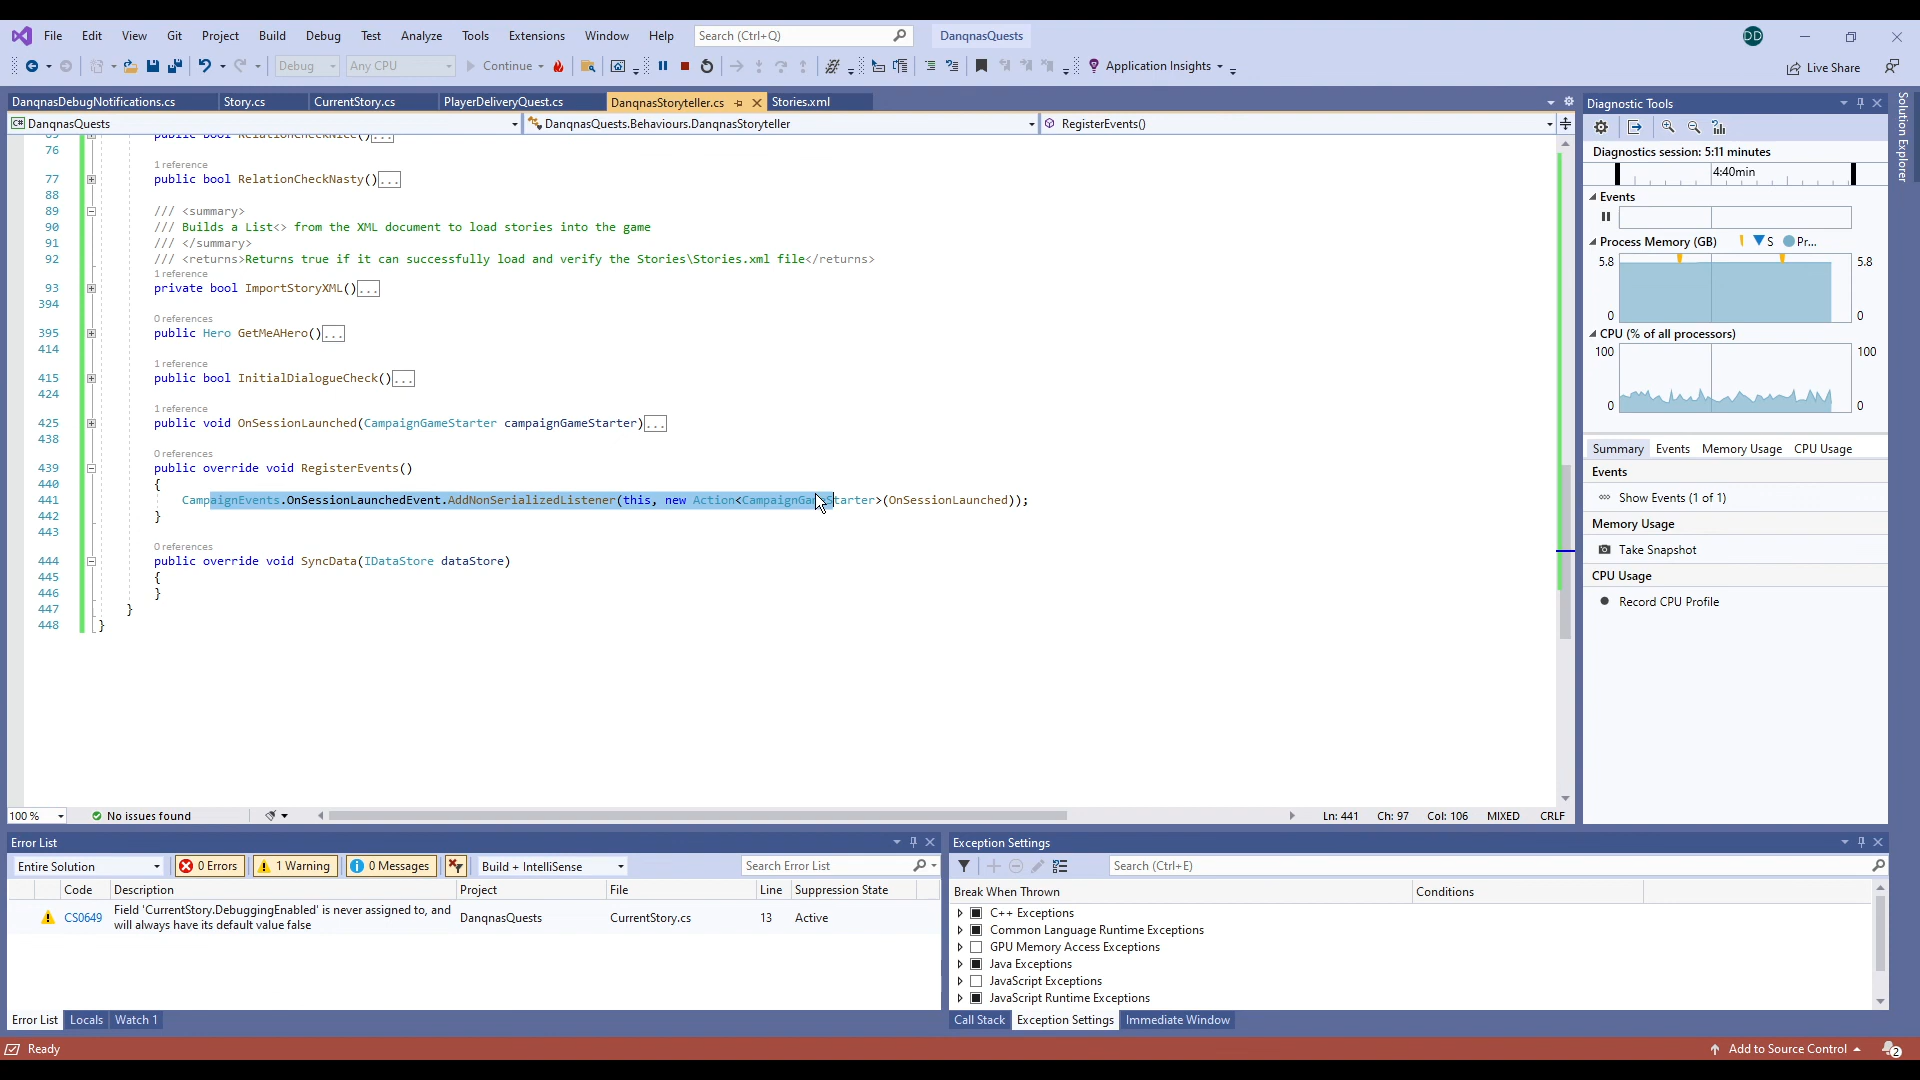 File Edit View Git Project Build Debug Test Analyze Tools Extensions Window Help Search (Ctrl+Q) DanqnasQuests DD
Debug Any CPU Continue Application Insights Live Share
DanqnasDebugNotifications.cs Story.cs CurrentStory.cs PlayerDeliveryQuest.cs DanqnasStoryteller.cs Stories.xml
DanqnasQuests DanqnasQuests.Behaviours.DanqnasStoryteller RegisterEvents()
65 public bool RelationCheckNice()...
76
1 reference
77 public bool RelationCheckNasty()...
88
89 /// <summary>
90 /// Builds a List<> from the XML document to load stories into the game
91 /// </summary>
92 /// <returns>Returns true if it can successfully load and verify the Stories\Stories.xml file</returns>
1 reference
93 private bool ImportStoryXML()...
394
0 references
395 public Hero GetMeAHero()...
414
1 reference
415 public bool InitialDialogueCheck()...
424
1 reference
425 public void OnSessionLaunched(CampaignGameStarter campaignGameStarter)...
438
0 references
439 public override void RegisterEvents()
440 {
441 CampaignEvents.OnSessionLaunchedEvent.AddNonSerializedListener(this, new Action<CampaignGameStarter>(OnSessionLaunched));
442 }
443
0 references
444 public override void SyncData(IDataStore dataStore)
445 {
446 }
447 }
448 }
100 % No issues found Ln: 441 Ch: 97 Col: 106 MIXED CRLF
Diagnostic Tools
Diagnostics session: 5:11 minutes
4:40min
Events
Process Memory (GB) S Pr...
5.8 5.8
0 0
CPU (% of all processors)
100 100
0 0
Summary Events Memory Usage CPU Usage
Events
Show Events (1 of 1)
Memory Usage
Take Snapshot
CPU Usage
Record CPU Profile
Solution Explorer
Error List
Entire Solution 0 Errors 1 Warning 0 Messages Build + IntelliSense Search Error List
Code Description Project File Line Suppression State
CS0649 Field 'CurrentStory.DebuggingEnabled' is never assigned to, and DanqnasQuests CurrentStory.cs 13 Active
will always have its default value false
Error List Locals Watch 1
Exception Settings
Search (Ctrl+E)
Break When Thrown Conditions
C++ Exceptions
Common Language Runtime Exceptions
GPU Memory Access Exceptions
Java Exceptions
JavaScript Exceptions
JavaScript Runtime Exceptions
Call Stack Exception Settings Immediate Window
Ready Add to Source Control 2